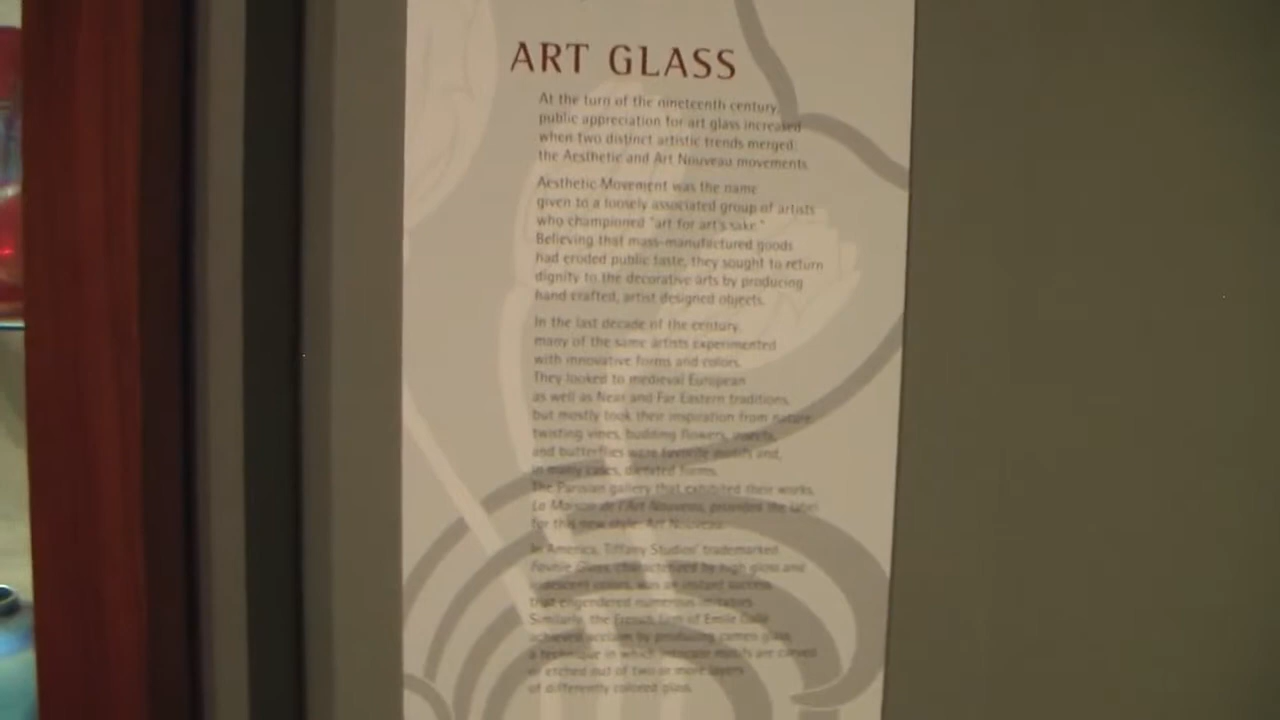 ART GLASS
At the turn of the nineteenth century,
public appreciation for art glass increased
when two distinct artistic trends merged:
the Aesthetic and Art Nouveau movements.
Aesthetic Movement was the name
given to a loosely associated group of artists
who championed "art for art's sake."
Believing that mass-manufactured goods
had eroded public taste, they sought to return
dignity to the decorative arts by producing
hand crafted, artist designed objects.
In the last decade of the century,
many of the same artists experimented
with innovative forms and colors.
They looked to medieval European
as well as Near and Far Eastern traditions,
but mostly took their inspiration from nature:
twisting vines, budding flowers, insects,
and butterflies were favorite motifs and,
in many cases, dictated forms.
The Parisian gallery that exhibited their works,
La Maison de l'Art Nouveau, provided the label
for this new style: Art Nouveau.
In America, Tiffany Studios' trademarked
Favrile Glass, characterized by high gloss and
iridescent colors, was an instant success
that engendered numerous imitators.
Similarly, the French firm of Emile Gallé
achieved acclaim by producing cameo glass,
a technique in which intricate motifs are carved
or etched out of two or more layers
of differently colored glass.